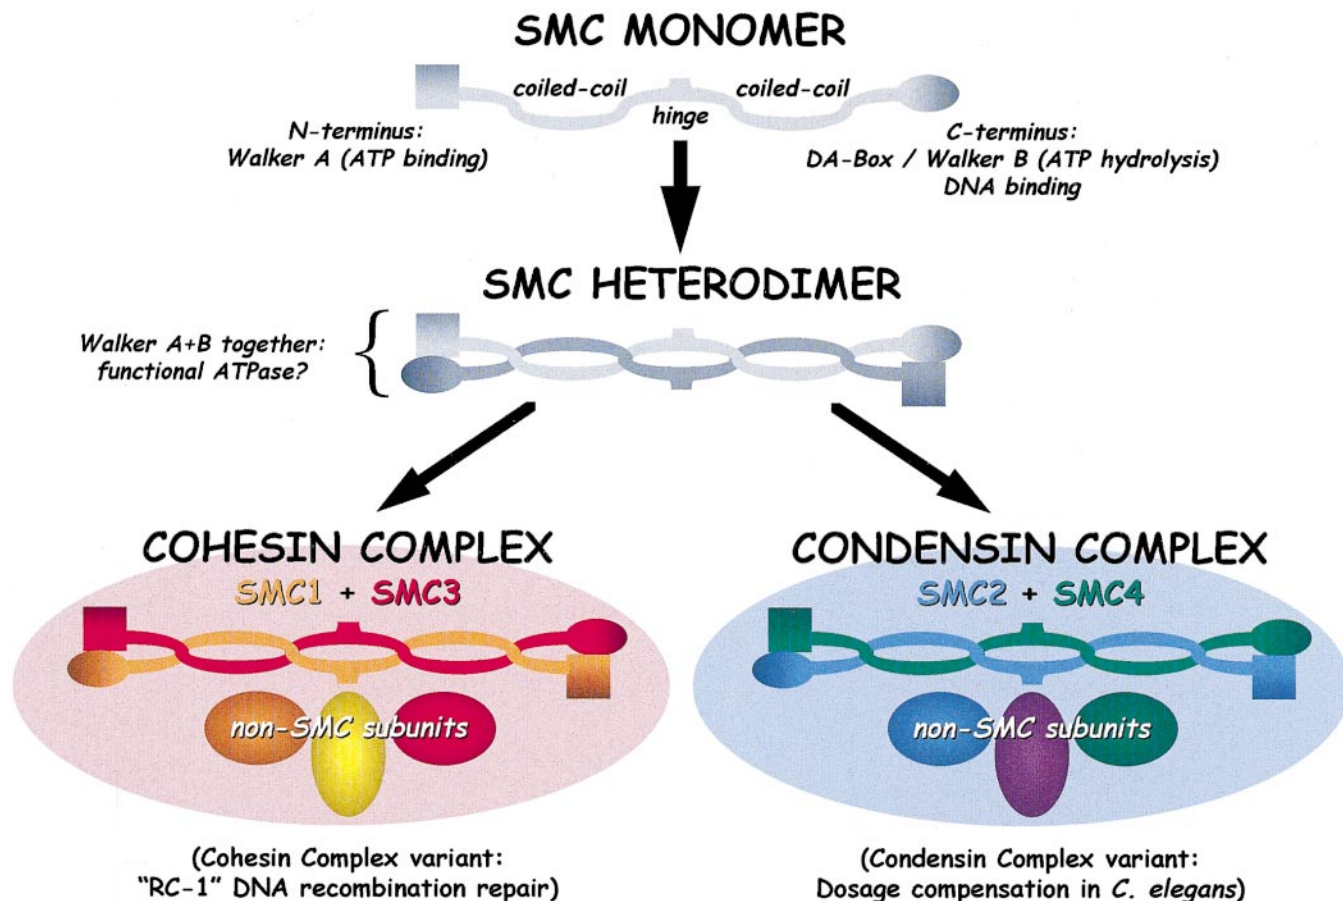 SMC MONOMER
coiled-coil
coiled-coil
hinge
N-terminus:
Walker A (ATP binding)
C-terminus:
DA-Box / Walker B (ATP hydrolysis)
DNA binding
SMC HETERODIMER
Walker A+B together:
functional ATPase?
COHESIN COMPLEX
SMC1 + SMC3
non-SMC subunits
(Cohesin Complex variant:
"RC-1" DNA recombination repair)
CONDENSIN COMPLEX
SMC2 + SMC4
non-SMC subunits
(Condensin Complex variant:
Dosage compensation in C. elegans)